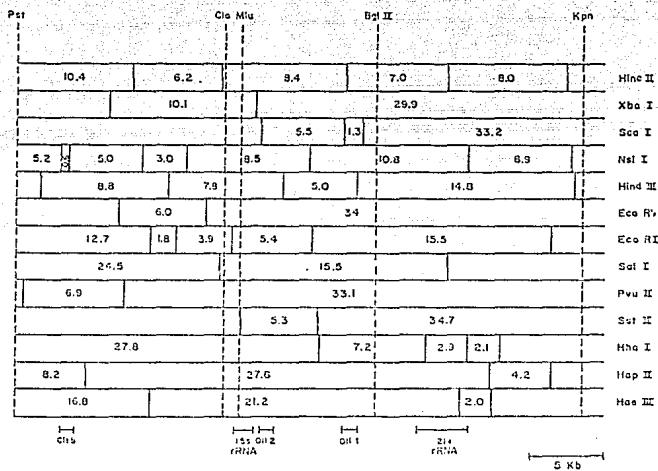 Pst Cla Mlu Bgl II Kpn
10.4 6.2 8.4 7.0 8.0 Hinc II
10.1 29.9 Xba I
5.5 1.3 33.2 Sca I
5.2 0.5 5.0 3.0 8.5 10.8 6.9 Nsi I
8.8 7.9 5.0 14.8 Hind III
6.0 34 Eco RV
12.7 1.8 3.9 5.4 15.5 Eco RI
24.5 15.5 Sal I
6.9 33.1 Pvu II
5.3 34.7 Sst II
27.8 7.2 2.9 2.1 Hha I
8.2 27.6 4.2 Hap II
16.8 21.2 2.0 Hae III
15s Oli 2 Oli 1 21s
rRNA rRNA
5 Kb